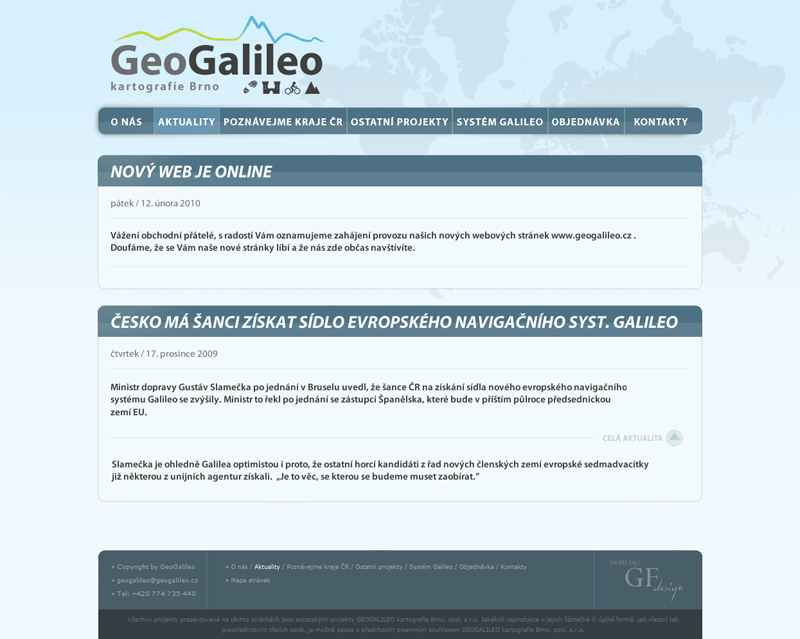 GeoGalileo
kartografie Brno
O NÁS AKTUALITY POZNÁVEJME KRAJE ČR OSTATNÍ PROJEKTY SYSTÉM GALILEO OBJEDNÁVKA KONTAKTY
NOVÝ WEB JE ONLINE
pátek / 12. února 2010
Vážení obchodní přátelé, s radostí Vám oznamujeme zahájení provozu našich nových webových stránek www.geogalileo.cz .
Doufáme, že se Vám naše nové stránky líbí a že nás zde občas navštívíte.
ČESKO MÁ ŠANCI ZÍSKAT SÍDLO EVROPSKÉHO NAVIGAČNÍHO SYST. GALILEO
čtvrtek / 17. prosince 2009
Ministr dopravy Gustáv Slamečka po jednání v Bruselu uvedl, že šance ČR na získání sídla nového evropského navigačního
systému Galileo se zvýšily. Ministr to řekl po jednání se zástupci Španělska, které bude v příštím půlroce předsednickou
zemí EU.
CELÁ AKTUALITA
Slamečka je ohledně Galilea optimistou i proto, že ostatní horcí kandidáti z řad nových členských zemí evropské sedmadvacítky
již některou z unijních agentur získali. „Je to věc, se kterou se budeme muset zaobírat.“
» Copyright by GeoGalileo
» geogalileo@geogalileo.cz
» Tel: +420 774 735 440
» O nás / Aktuality / Poznávejme kraje ČR / Ostatní projekty / Systém Galileo / Objednávka / Kontakty
» Mapa stránek
(web by)
GF design
Všechny projekty prezentované na těchto stránkách jsou autorskými projekty GEOGALILEO kartografie Brno, spol. s r.o. Jakákoli reprodukce v jejich částečné či úplné formě, jak vlastní tak
prostřednictvím třetích osob, je možná pouze s předchozím písemným souhlasem GEOGALILEO kartografie Brno, spol. s.r.o.